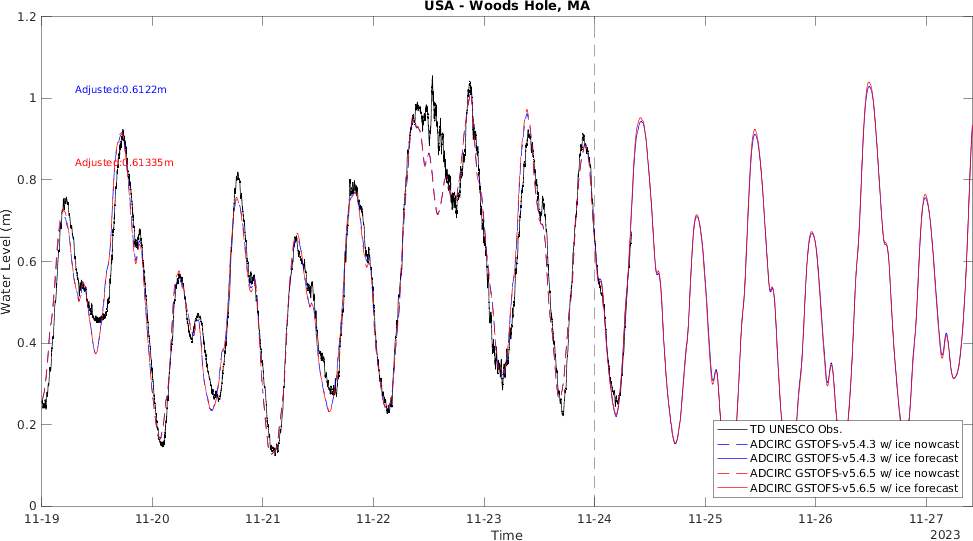 USA - Woods Hole, MA
1.2
1
0.8
0.6
0.4
0.2
0
Water Level (m)
Adjusted:0.6122m
Adjusted:0.61335m
TD UNESCO Obs.
ADCIRC GSTOFS-v5.4.3 w/ ice nowcast
ADCIRC GSTOFS-v5.4.3 w/ ice forecast
ADCIRC GSTOFS-v5.6.5 w/ ice nowcast
ADCIRC GSTOFS-v5.6.5 w/ ice forecast
11-19 11-20 11-21 11-22 11-23 11-24 11-25 11-26 11-27
Time
2023